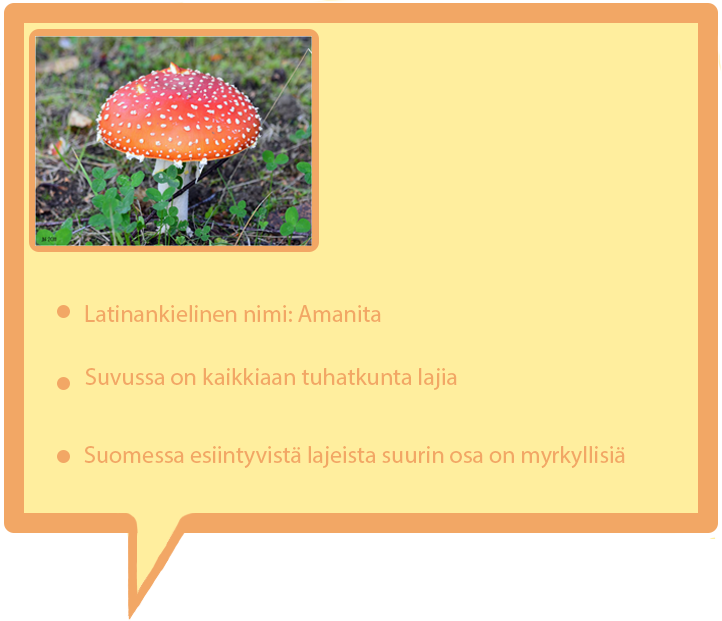 Latinankielinen nimi: Amanita
Suvussa on kaikkiaan tuhatkunta lajia
Suomessa esiintyvistä lajeista suurin osa on myrkyllisiä